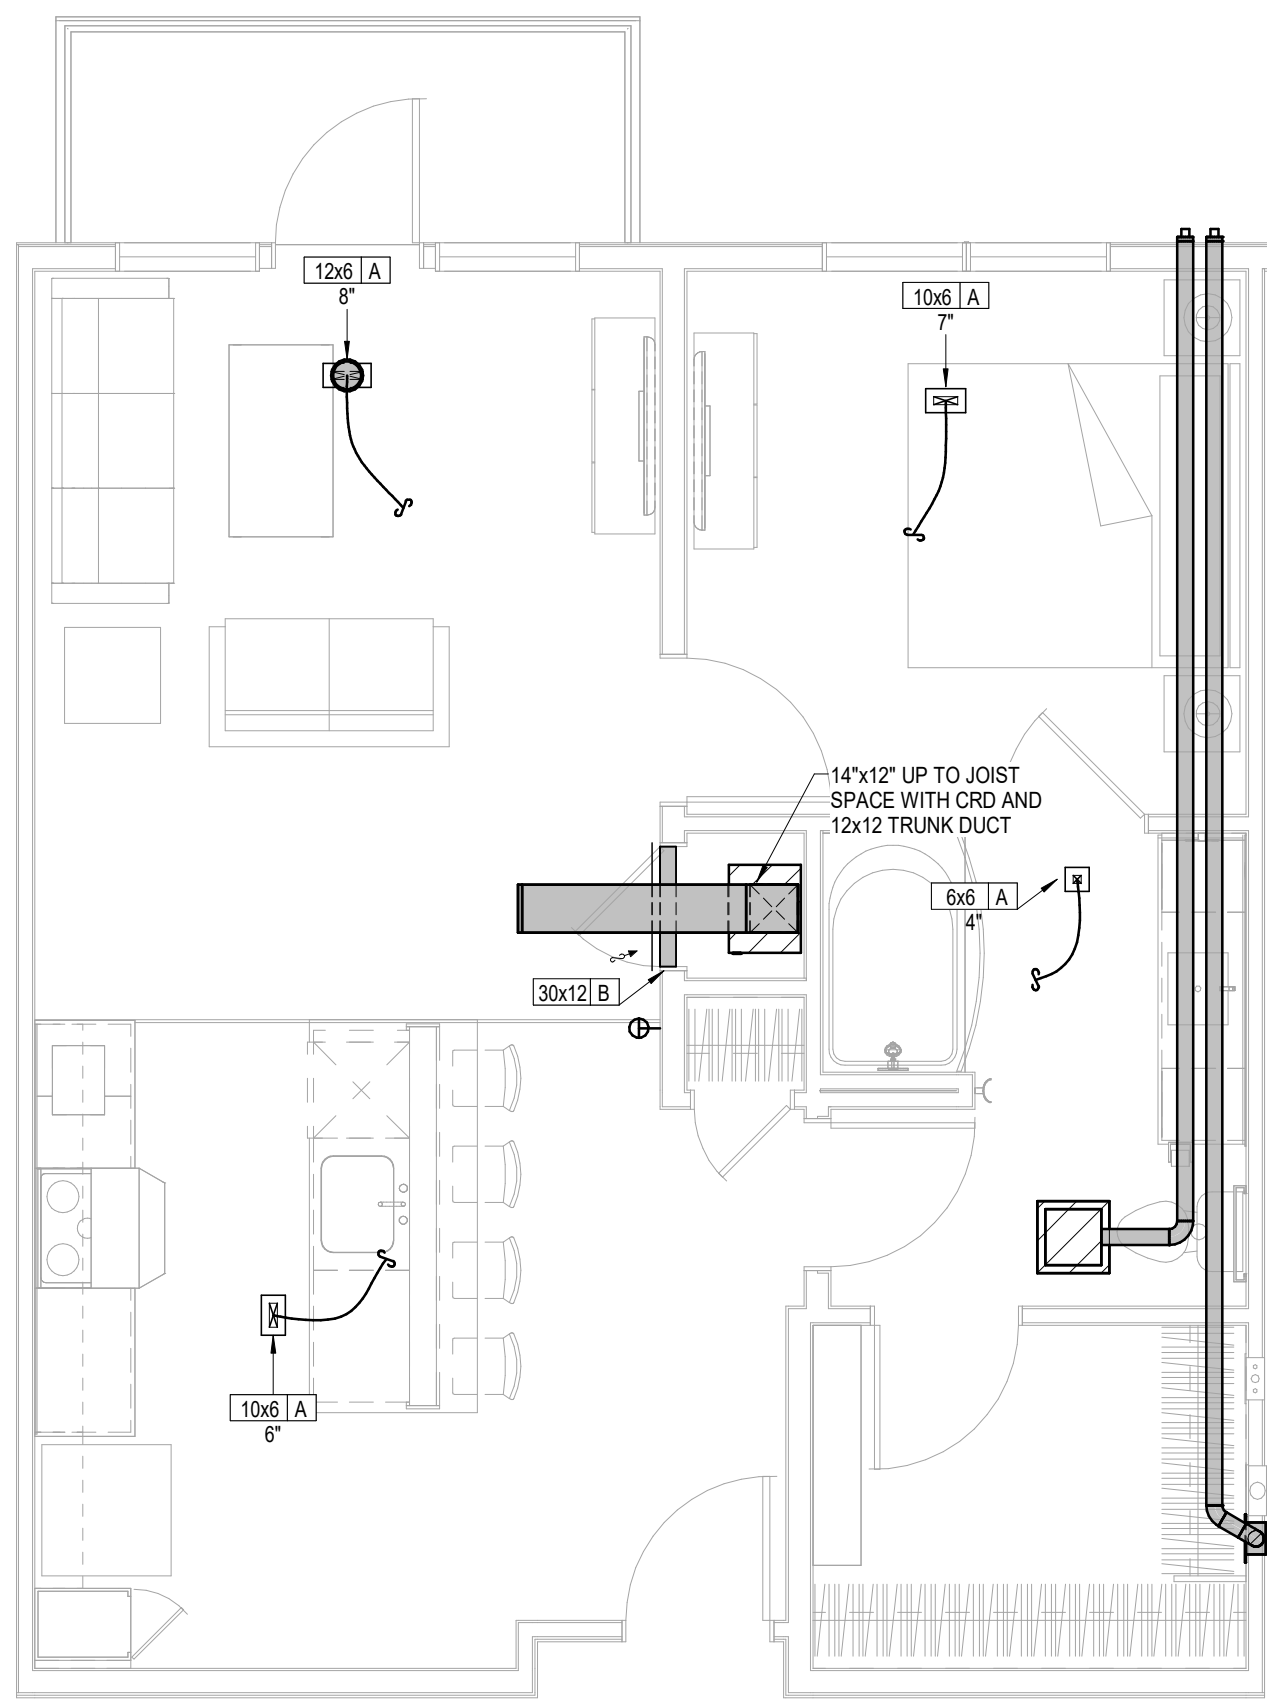 12x6 A
8"
10x6 A
7"
14"x12" UP TO JOIST
SPACE WITH CRD AND
12x12 TRUNK DUCT
6x6 A
4"
30x12 B
10x6 A
6"